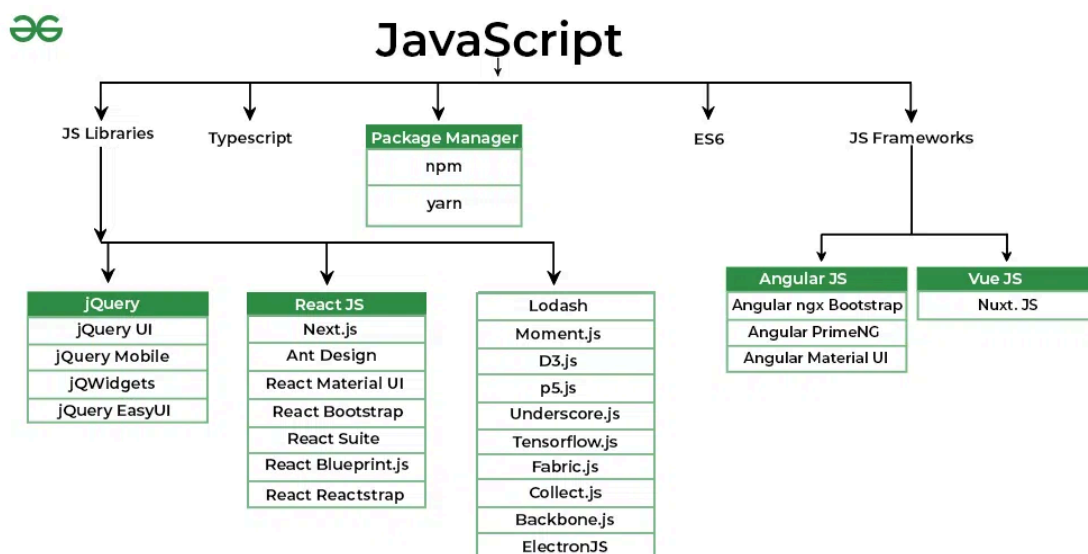 JavaScript
JS Libraries
Typescript
Package Manager
npm
yarn
ES6
JS Frameworks
jQuery
jQuery UI
jQuery Mobile
jQWidgets
jQuery EasyUI
React JS
Next.js
Ant Design
React Material UI
React Bootstrap
React Suite
React Blueprint.js
React Reactstrap
Lodash
Moment.js
D3.js
p5.js
Underscore.js
Tensorflow.js
Fabric.js
Collect.js
Backbone.js
ElectronJS
Angular JS
Angular ngx Bootstrap
Angular PrimeNG
Angular Material UI
Vue JS
Nuxt. JS